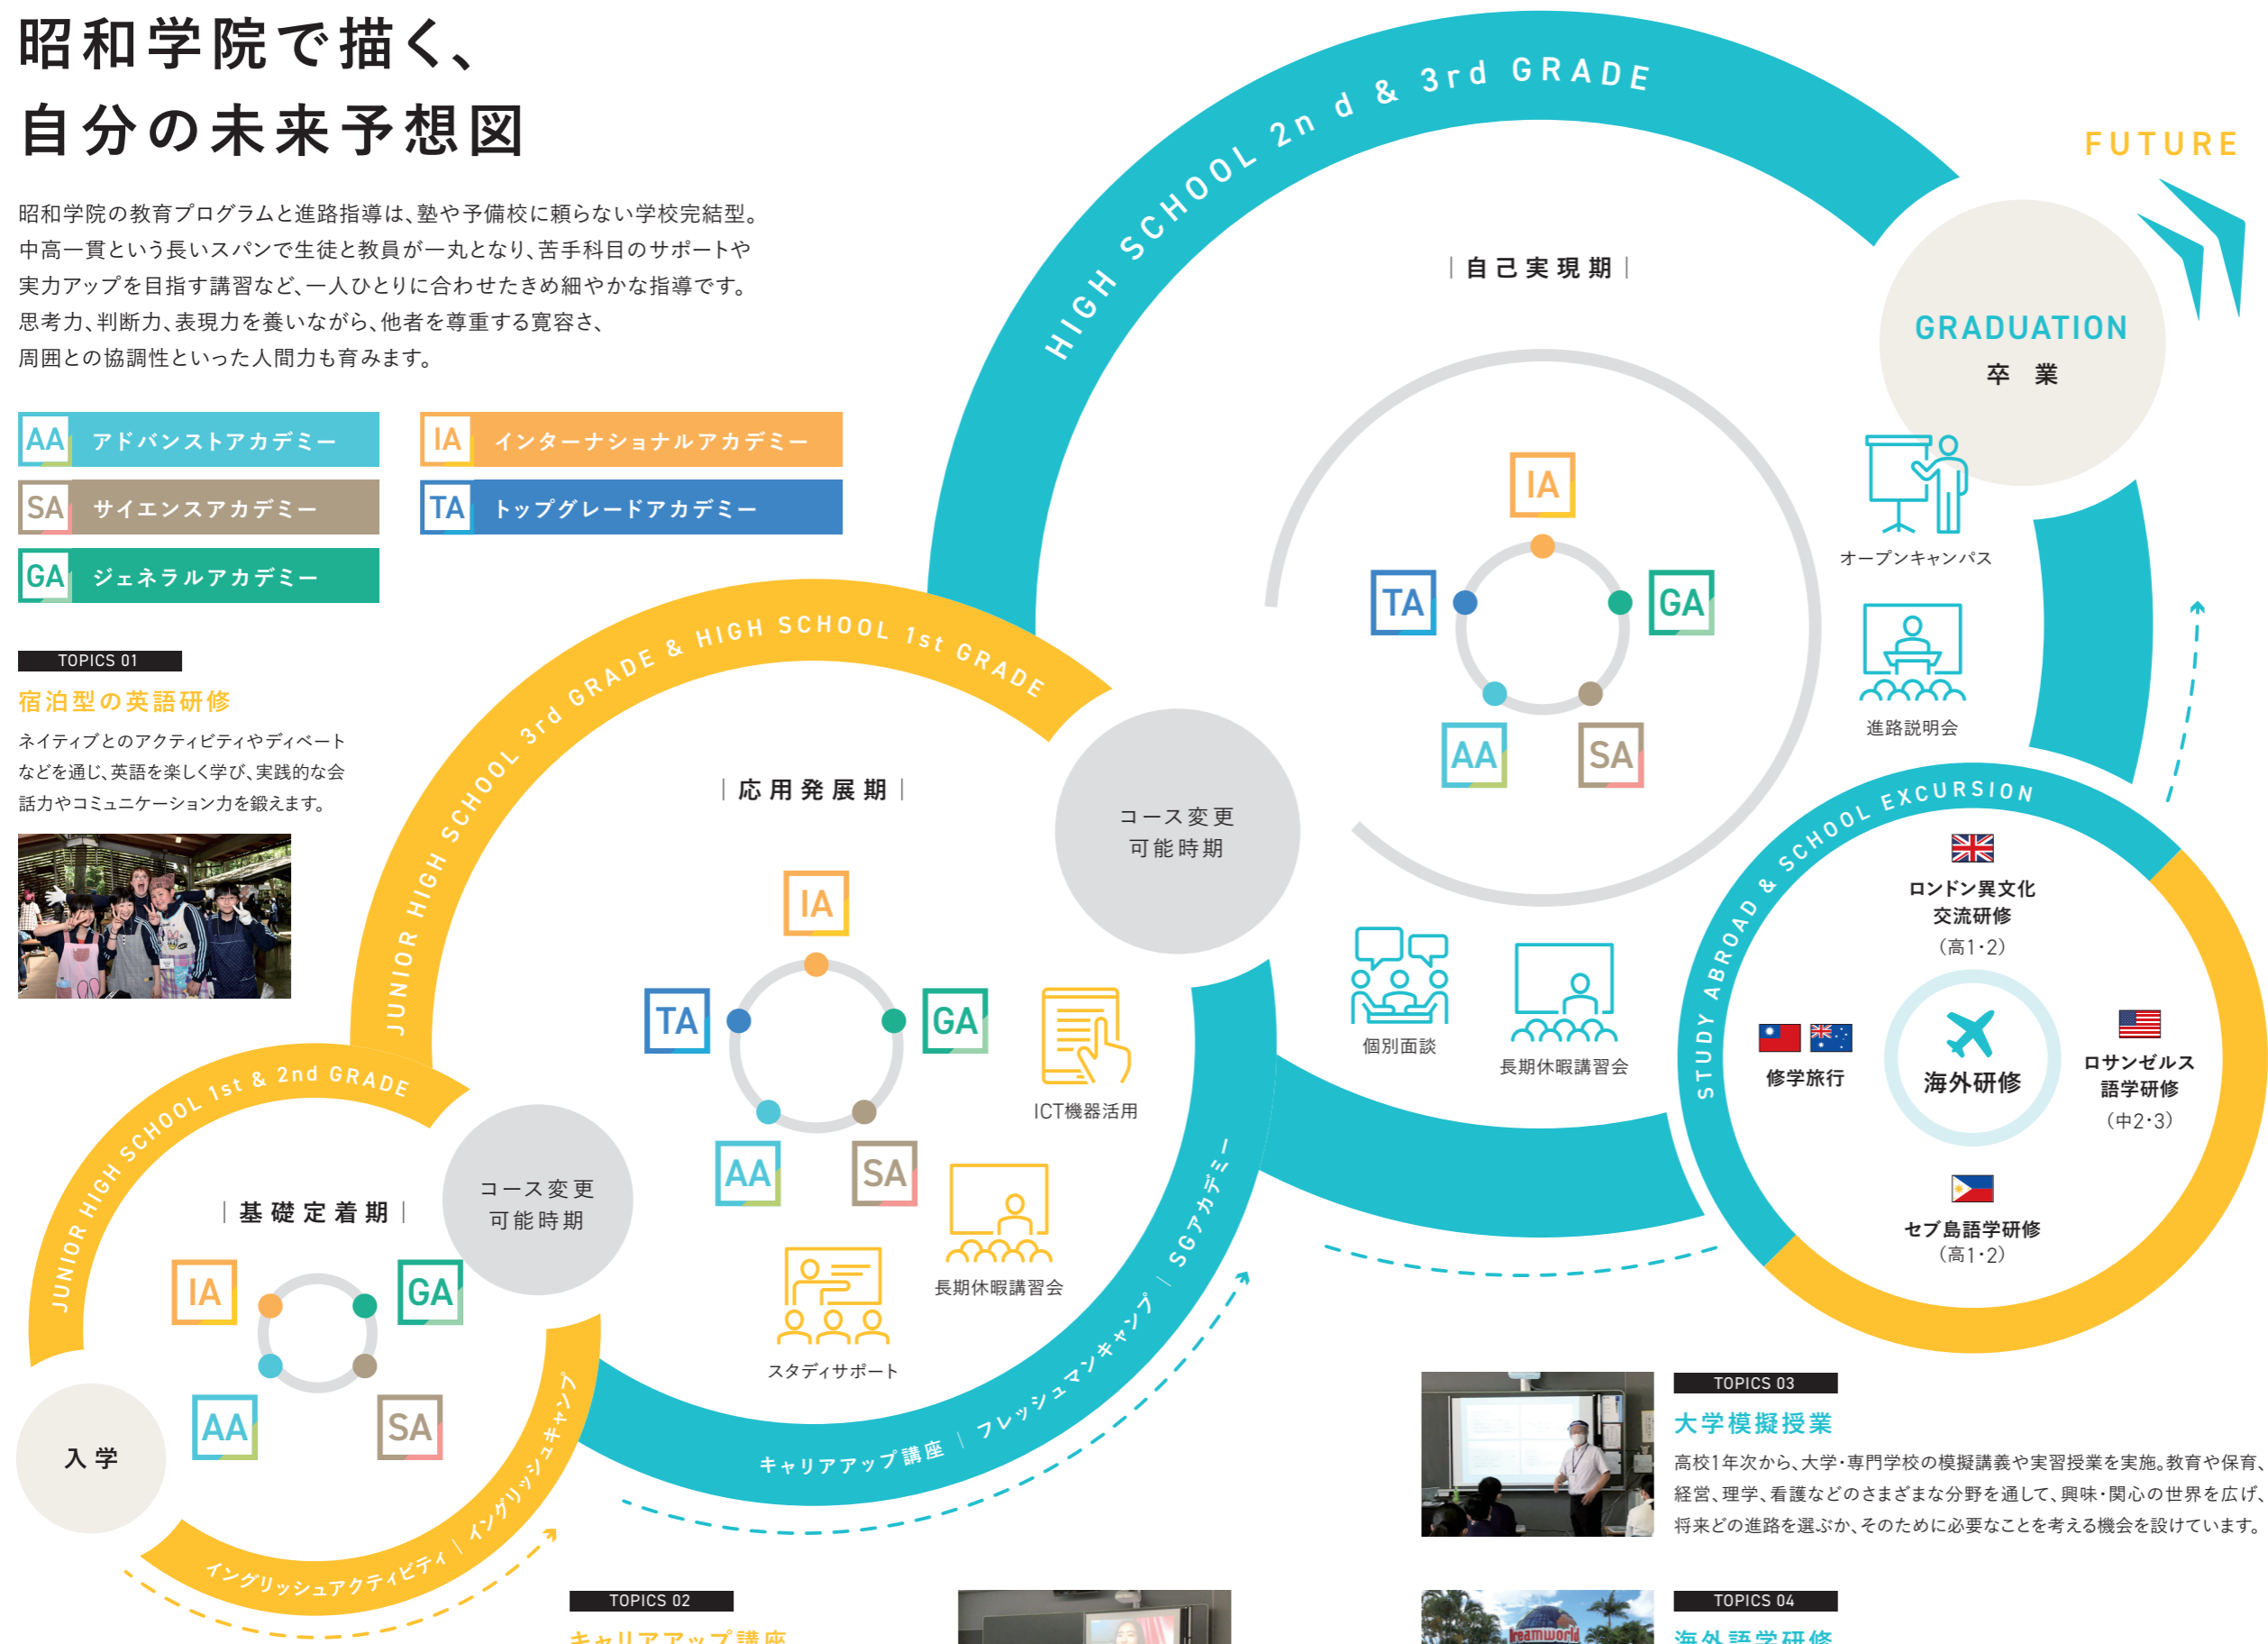 昭和学院で描く、
自分の未来予想図
昭和学院の教育プログラムと進路指導は、塾や予備校に頼らない学校完結型。
中高一貫という長いスパンで生徒と教員が一丸となり、苦手科目のサポートや
実力アップを目指す講習など、一人ひとりに合わせたきめ細やかな指導です。
思考力、判断力、表現力を養いながら、他者を尊重する寛容さ、
周囲との協調性といった人間力も育みます。
AA アドバンストアカデミー
IA インターナショナルアカデミー
SA サイエンスアカデミー
TA トップグレードアカデミー
GA ジェネラルアカデミー
TOPICS 01
宿泊型の英語研修
ネイティブとのアクティビティやディベート
などを通じ、英語を楽しく学び、実践的な会
話力やコミュニケーション力を鍛えます。
JUNIOR HIGH SCHOOL 1st & 2nd GRADE
|基礎定着期|
IA
GA
AA
SA
入学
イングリッシュアクティビティ | イングリッシュキャンプ
コース変更
可能時期
JUNIOR HIGH SCHOOL 3rd GRADE & HIGH SCHOOL 1st GRADE
|応用発展期|
IA
TA
GA
AA
SA
ICT機器活用
長期休暇講習会
スタディサポート
キャリアアップ講座 | フレッシュマンキャンプ | SGアカデミー
コース変更
可能時期
HIGH SCHOOL 2nd & 3rd GRADE
|自己実現期|
IA
TA
GA
AA
SA
個別面談
長期休暇講習会
オープンキャンパス
進路説明会
FUTURE
GRADUATION
卒業
STUDY ABROAD & SCHOOL EXCURSION
ロンドン異文化
交流研修
（高1・2）
修学旅行
海外研修
ロサンゼルス
語学研修
（中2・3）
セブ島語学研修
（高1・2）
TOPICS 03
大学模擬授業
高校1年次から、大学・専門学校の模擬講義や実習授業を実施。教育や保育、
経営、理学、看護などのさまざまな分野を通して、興味・関心の世界を広げ、
将来どの進路を選ぶか、そのために必要なことを考える機会を設けています。
TOPICS 02
キャリアアップ講座
TOPICS 04
海外語学研修
dreamworld